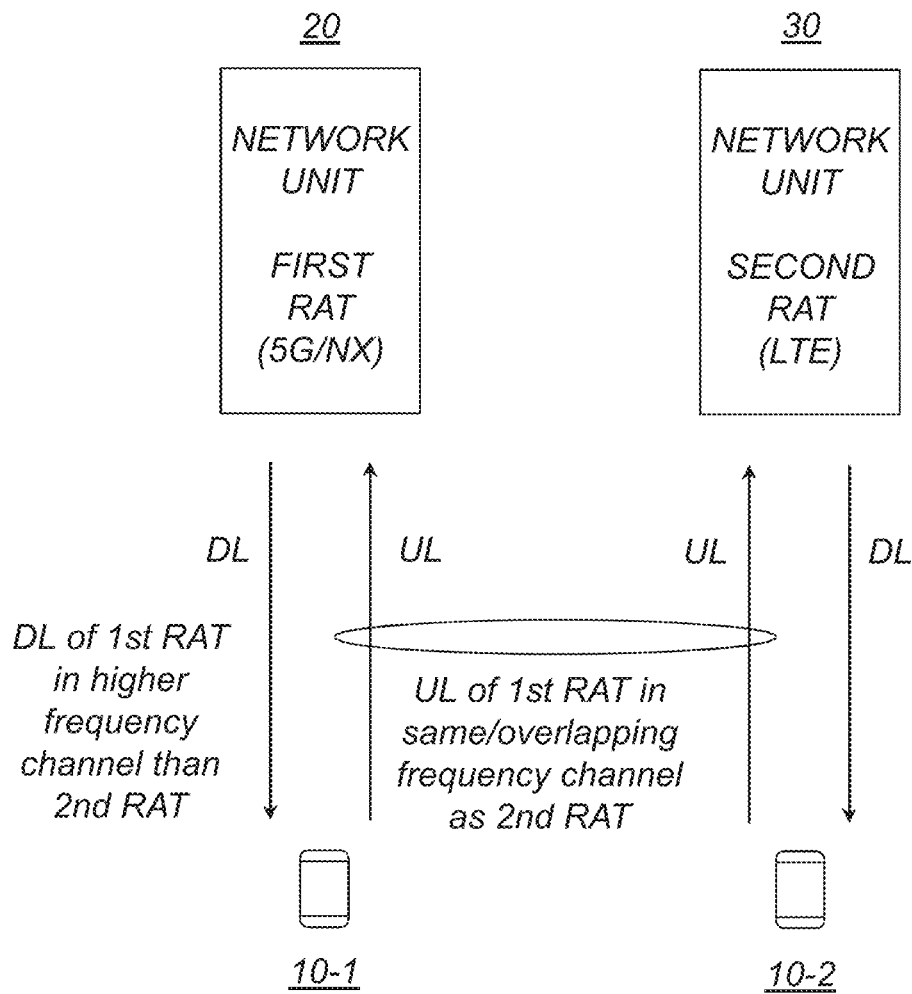 20
30
NETWORK
UNIT
FIRST
RAT
(5G/NX)
NETWORK
UNIT
SECOND
RAT
(LTE)
DL
UL
UL
DL
DL of 1st RAT
in higher
frequency
channel than
2nd RAT
UL of 1st RAT in
same/overlapping
frequency channel
as 2nd RAT
10-1
10-2